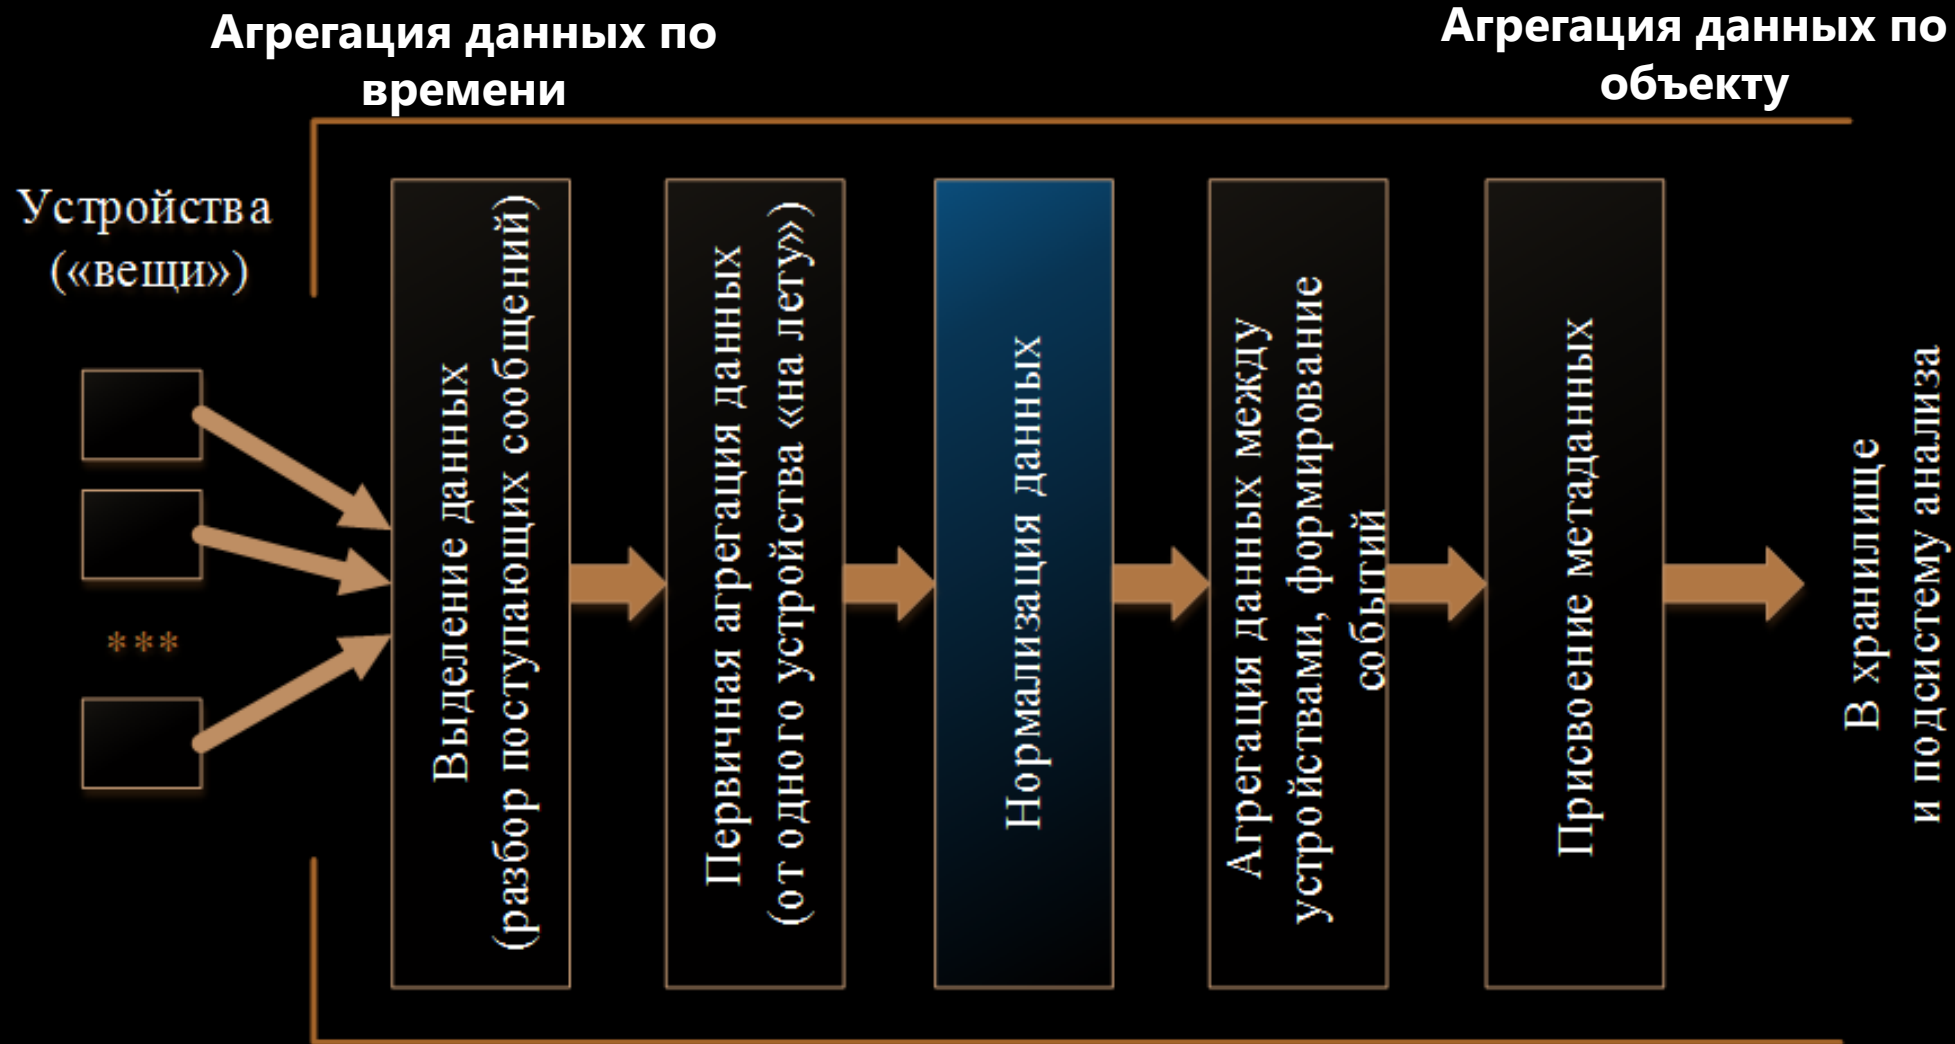 Агрегация данных по
времени
Агрегация данных по
объекту
Устройства
(«вещи»)
***
Выделение данных
(разбор поступающих сообщений)
Первичная агрегация данных
(от одного устройства «на лету»)
Нормализация данных
Агрегация данных между
устройствами, формирование
событий
Присвоение метаданных
В хранилище
и подсистему анализа